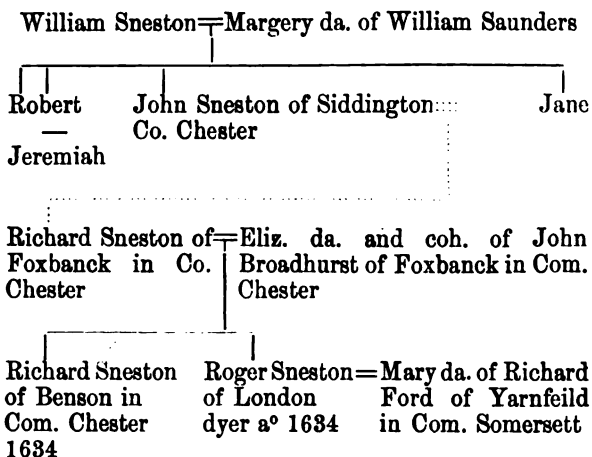 William Sneston=Margery da. of William Saunders
Robert
—
Jeremiah
John Sneston of Siddington
Co. Chester
Jane
Richard Sneston of
Foxbanck in Co.
Chester
=Eliz. da. and coh. of John
Broadhurst of Foxbanck in Com.
Chester
Richard Sneston
of Benson in
Com. Chester
1634
Roger Sneston
of London
dyer aº 1634
=Mary da. of Richard
Ford of Yarnfeild
in Com. Somersett